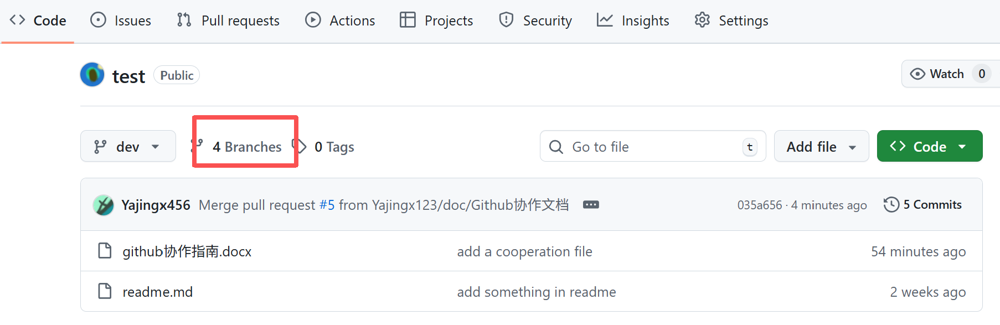 Code Issues Pull requests Actions Projects Security Insights Settings
test Public Watch 0
dev 4 Branches 0 Tags Go to file t Add file Code
Yajingx456 Merge pull request #5 from Yajingx123/doc/Github协作文档 035a656 · 4 minutes ago 5 Commits
github协作指南.docx add a cooperation file 54 minutes ago
readme.md add something in readme 2 weeks ago